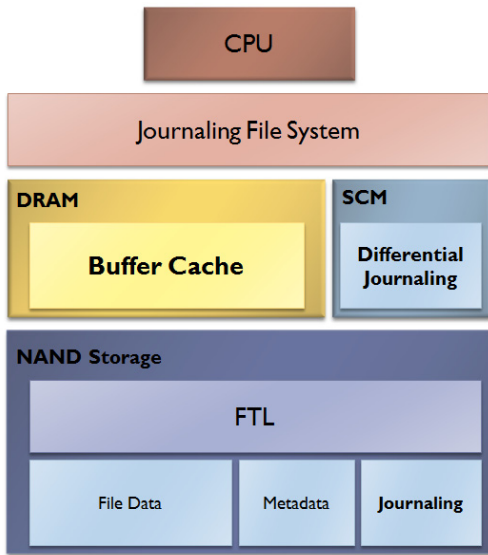 CPU
Journaling File System
DRAM
SCM
Buffer Cache
Differential
Journaling
NAND Storage
FTL
File Data
Metadata
Journaling